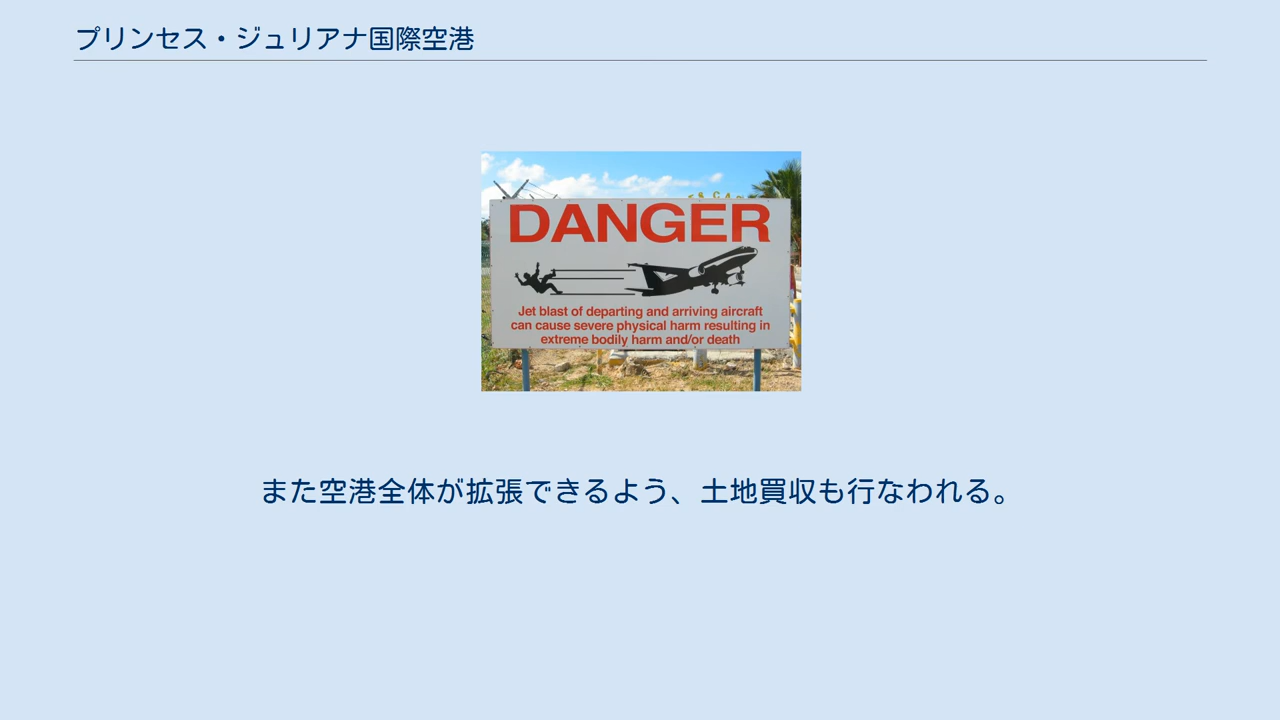 プリンセス・ジュリアナ国際空港
DANGER
Jet blast of departing and arriving aircraft
can cause severe physical harm resulting in
extreme bodily harm and/or death
また空港全体が拡張できるよう、土地買収も行なわれる。